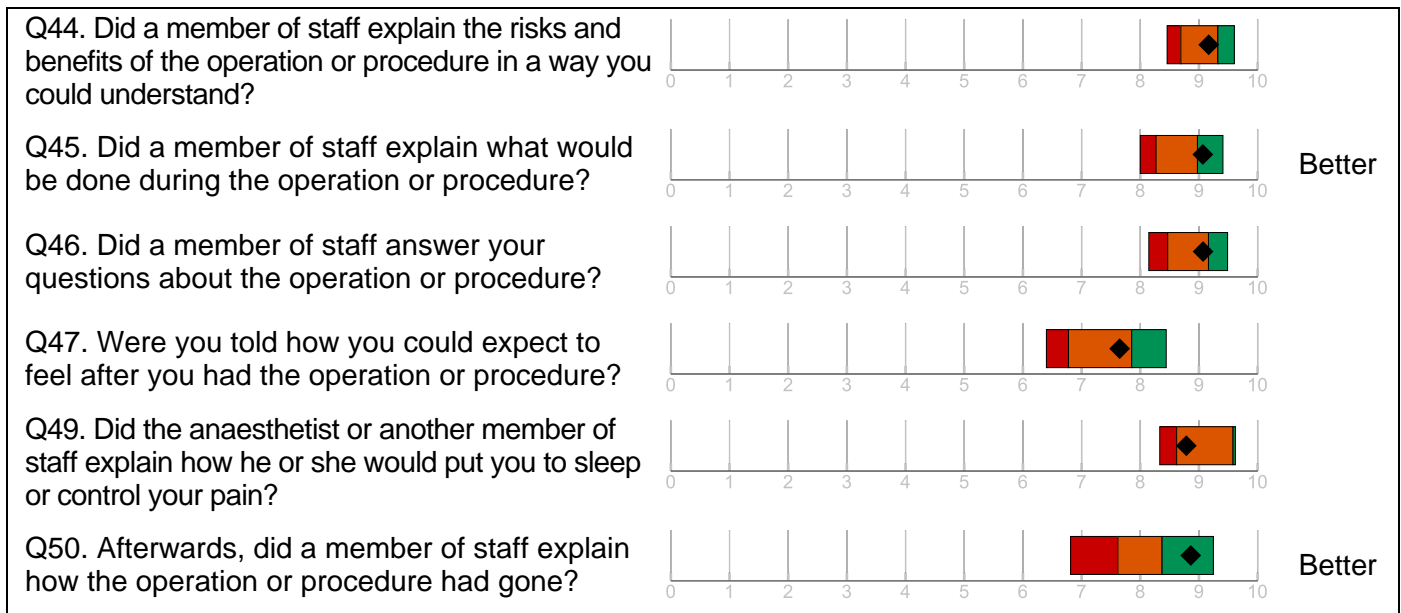 Q44. Did a member of staff explain the risks and
benefits of the operation or procedure in a way you
could understand?
0 1 2 3 4 5 6 7 8 9 10
Q45. Did a member of staff explain what would
be done during the operation or procedure?
Better
0 1 2 3 4 5 6 7 8 9 10
Q46. Did a member of staff answer your
questions about the operation or procedure?
0 1 2 3 4 5 6 7 8 9 10
Q47. Were you told how you could expect to
feel after you had the operation or procedure?
0 1 2 3 4 5 6 7 8 9 10
Q49. Did the anaesthetist or another member of
staff explain how he or she would put you to sleep
or control your pain?
0 1 2 3 4 5 6 7 8 9 10
Q50. Afterwards, did a member of staff explain
how the operation or procedure had gone?
Better
0 1 2 3 4 5 6 7 8 9 10